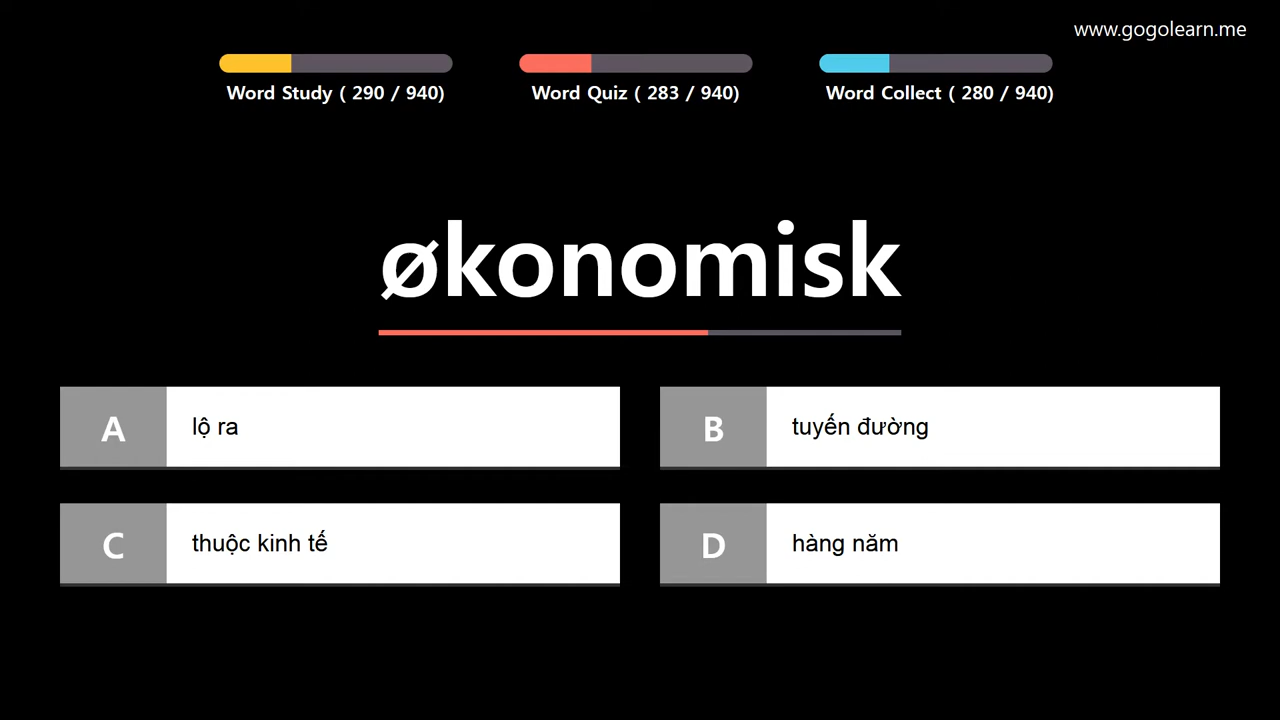 www.gogolearn.me
Word Study ( 290 / 940)
Word Quiz ( 283 / 940)
Word Collect ( 280 / 940)
økonomisk
A lộ ra
B tuyến đường
C thuộc kinh tế
D hàng năm